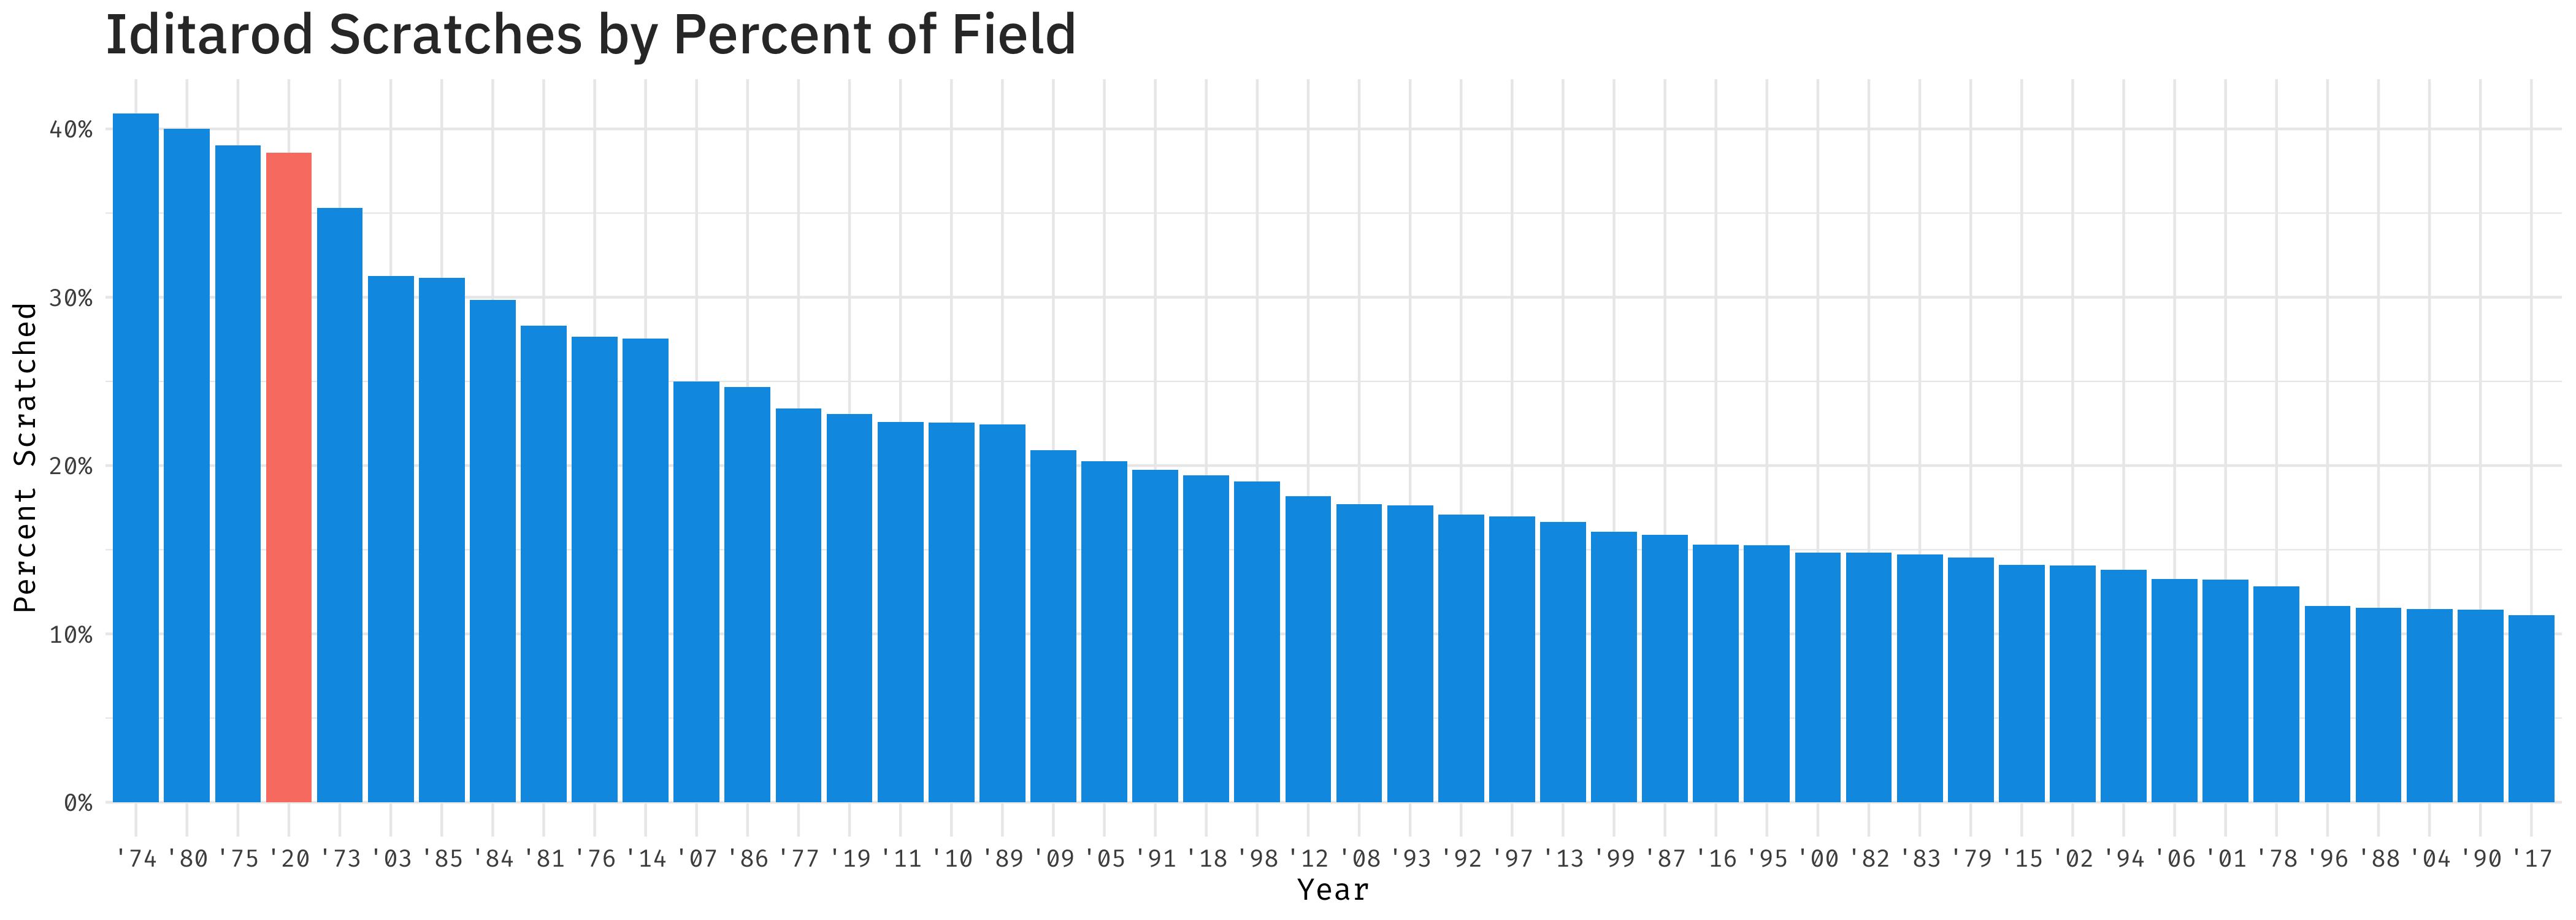 Iditarod Scratches by Percent of Field
Percent Scratched
40%
30%
20%
10%
0%
'74 '80 '75 '20 '73 '03 '85 '84 '81 '76 '14 '07 '86 '77 '19 '11 '10 '89 '09 '05 '91 '18 '98 '12 '08 '93 '92 '97 '13 '99 '87 '16 '95 '00 '82 '83 '79 '15 '02 '94 '06 '01 '78 '96 '88 '04 '90 '17
Year